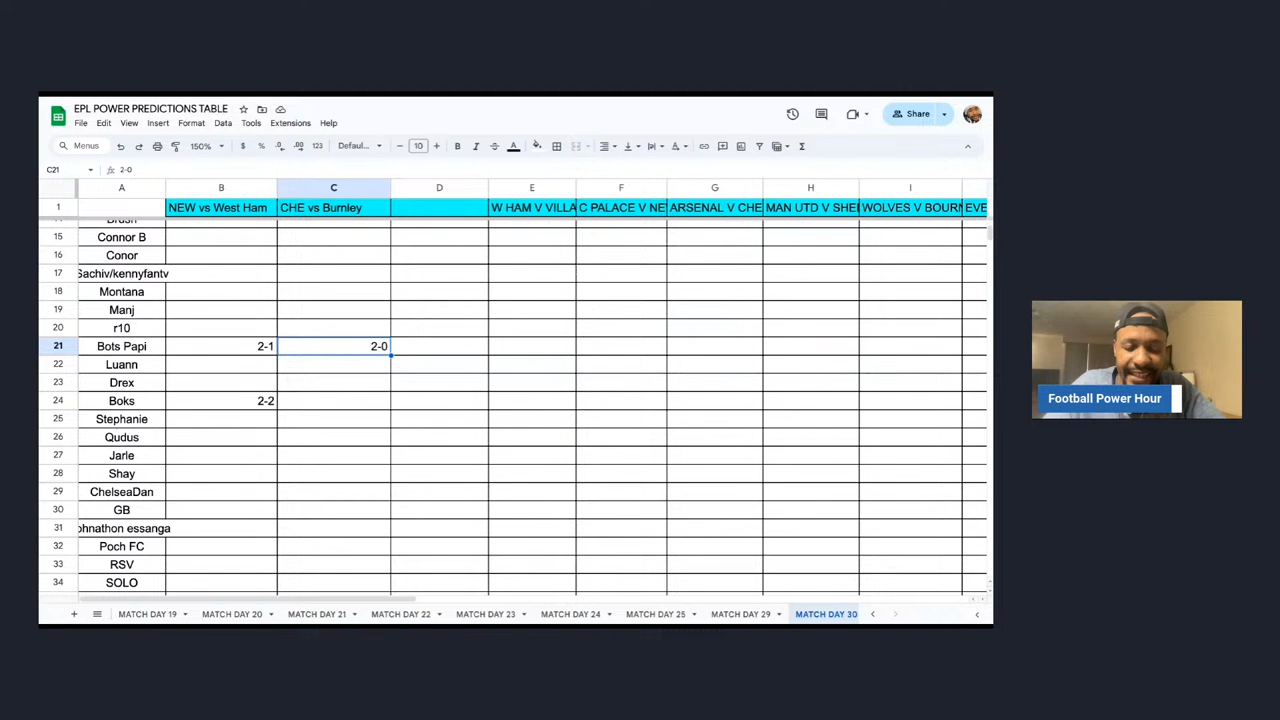 EPL POWER PREDICTIONS TABLE
File Edit View Insert Format Data Tools Extensions Help
Share
Menus 150% $ % .0 .00 123 Defaul... 10 B I A
C21 2-0
A B C D E F G H I
1 NEW vs West Ham CHE vs Burnley W HAM V VILLA C PALACE V NE ARSENAL V CHE MAN UTD V SHE WOLVES V BOURN EVE
15 Connor B
16 Conor
17 Sachiv/kennyfantv
18 Montana
19 Manj
20 r10
21 Bots Papi 2-1 2-0
22 Luann
23 Drex
24 Boks 2-2
25 Stephanie
26 Qudus
27 Jarle
28 Shay
29 ChelseaDan
30 GB
31 ohnathon essanga
32 Poch FC
33 RSV
34 SOLO
MATCH DAY 19 MATCH DAY 20 MATCH DAY 21 MATCH DAY 22 MATCH DAY 23 MATCH DAY 24 MATCH DAY 25 MATCH DAY 29 MATCH DAY 30
Football Power Hour